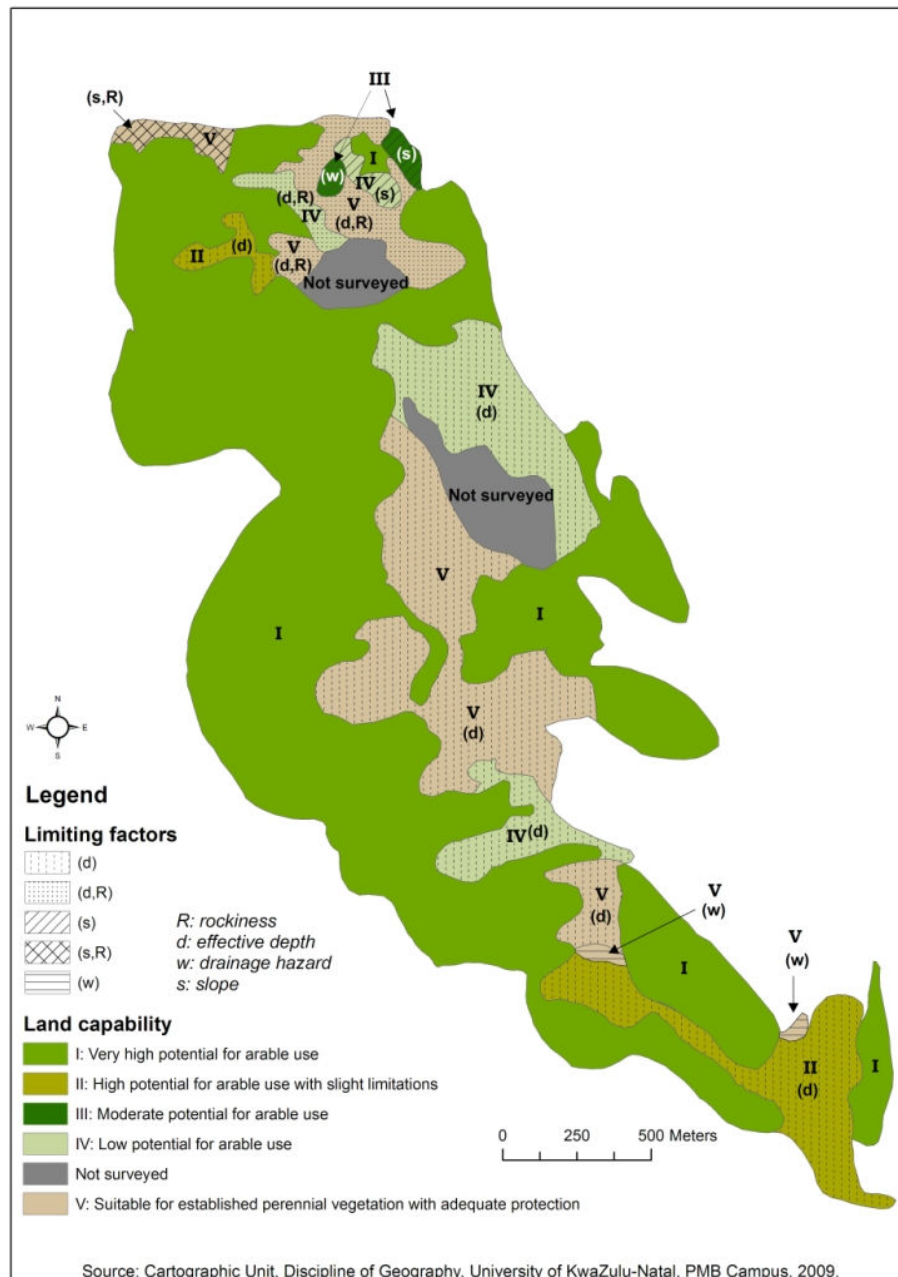 III
(s,R)
V
I
(s)
(w)
IV
(s)
(d,R)
IV
V
(d,R)
II
(d)
V
(d,R)
Not surveyed
IV
(d)
Not surveyed
V
I
I
V
(d)
N
W
E
S
IV(d)
V
(d)
V
(w)
I
V
(w)
II
(d)
I
Legend
Limiting factors
(d)
(d,R)
(s)
(s,R)
(w)
R: rockiness
d: effective depth
w: drainage hazard
s: slope
Land capability
I: Very high potential for arable use
II: High potential for arable use with slight limitations
III: Moderate potential for arable use
IV: Low potential for arable use
Not surveyed
V: Suitable for established perennial vegetation with adequate protection
0 250 500 Meters
Source: Cartographic Unit, Discipline of Geography, University of KwaZulu-Natal, PMB Campus, 2009.